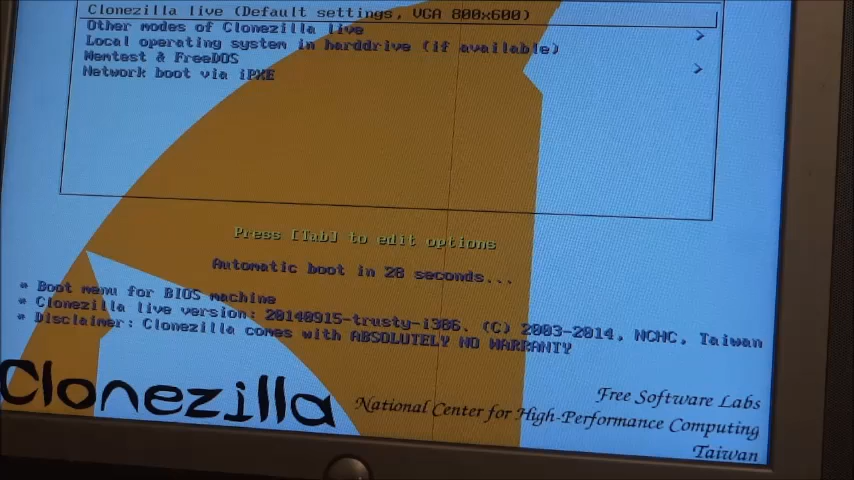 Clonezilla live (Default settings, VGA 800x600)
Other modes of Clonezilla live >
Local operating system in harddrive (if available)
Memtest & FreeDOS >
Network boot via iPXE
Press [Tab] to edit options
Automatic boot in 28 seconds...
* Boot menu for BIOS machine
* Clonezilla live version: 20140915-trusty-i386. (C) 2003-2014, NCHC, Taiwan
* Disclaimer: Clonezilla comes with ABSOLUTELY NO WARRANTY
Clonezilla
Free Software Labs
National Center for High-Performance Computing
Taiwan